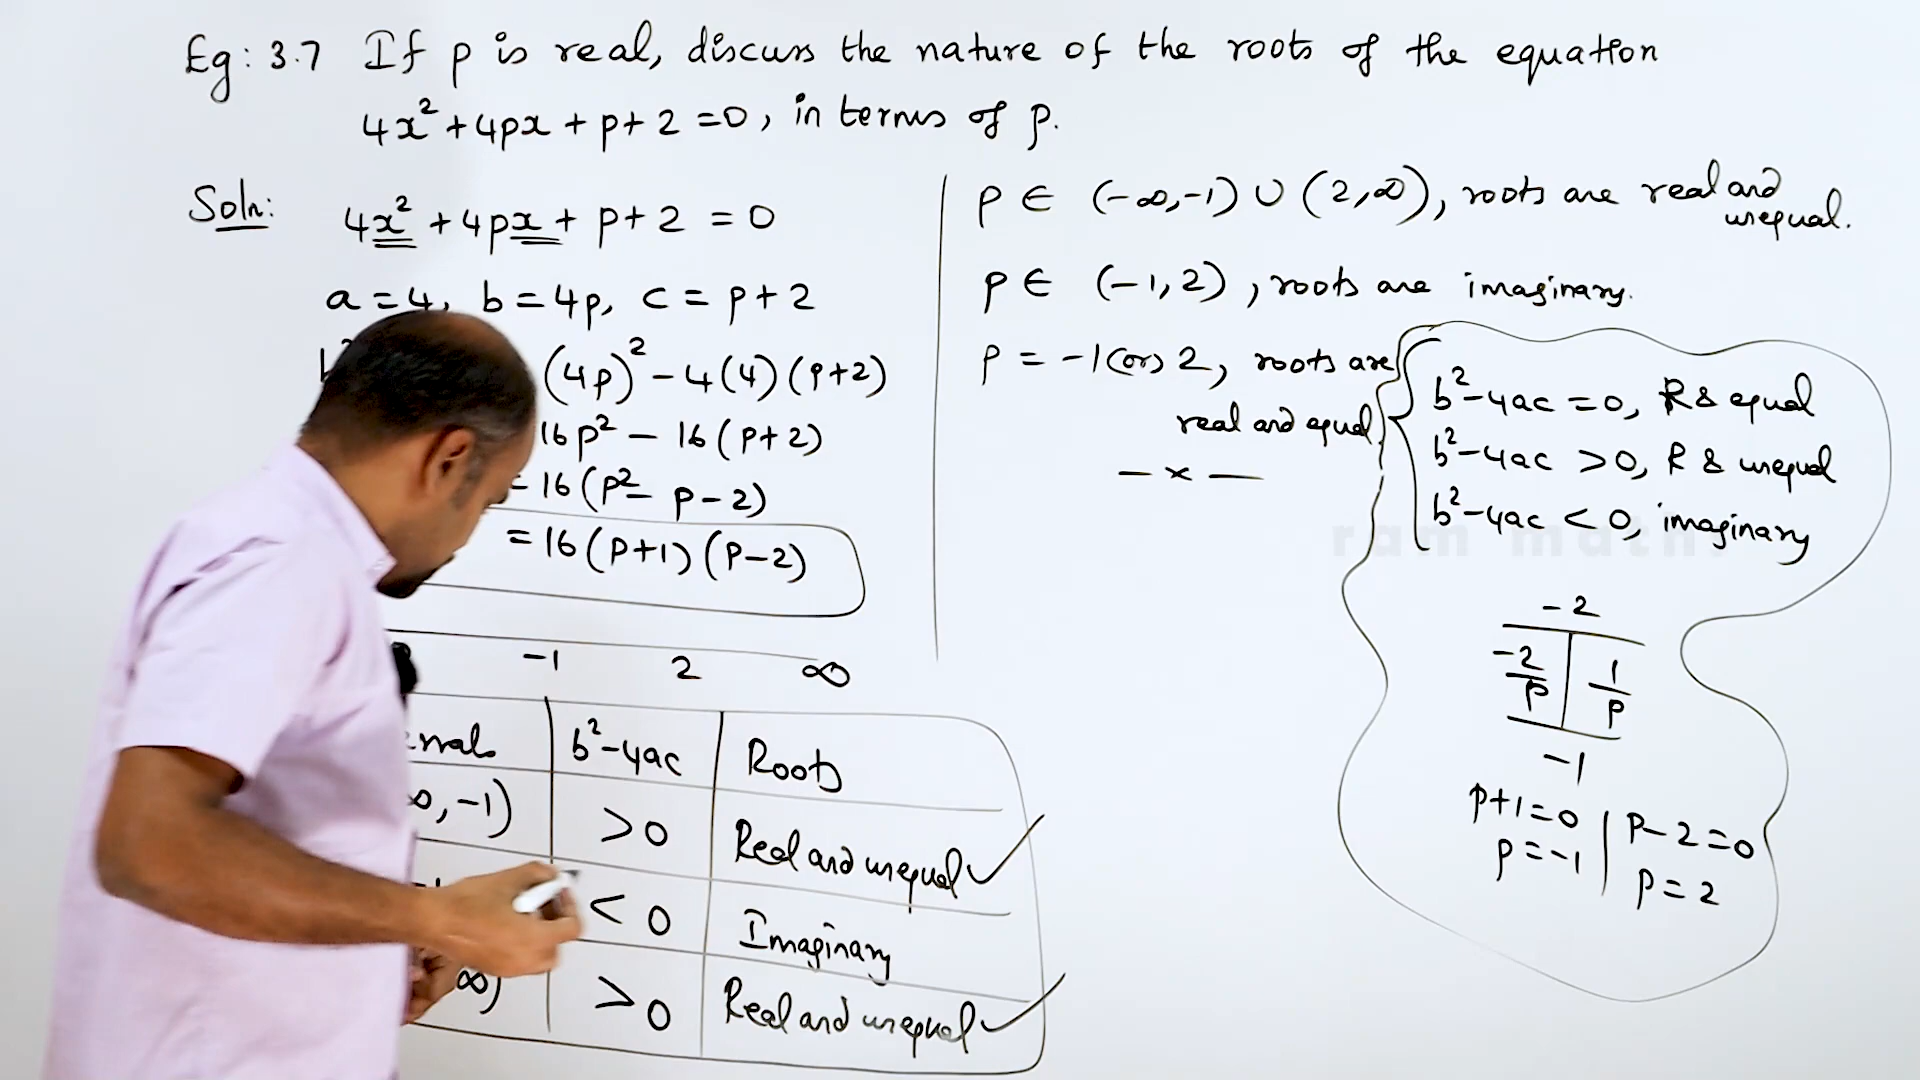 Eg: 3.7 If p is real, discuss the nature of the roots of the equation
4x² + 4px + p + 2 = 0, in terms of p.
Soln:
4x² + 4px + p + 2 = 0
a = 4, b = 4p, c = p + 2
(4p)² - 4(4)(p+2)
16p² - 16(p+2)
= 16(p² - p - 2)
= 16(p+1)(p-2)
-1 2 ∞
b²-4ac Roots
∞, -1) >0 Real and unequal ✓
< 0 Imaginary
∞) >0 Real and unequal ✓
p ∈ (-∞,-1) ∪ (2,∞), roots are real and unequal.
p ∈ (-1,2), roots are imaginary.
p = -1 (or) 2, roots are
real and equal
— × —
b²-4ac = 0, R & equal
b²-4ac > 0, R & unequal
b²-4ac < 0, imaginary
ram maths
-2
-2/p 1/p
-1
p+1=0 | p-2=0
p=-1 | p=2